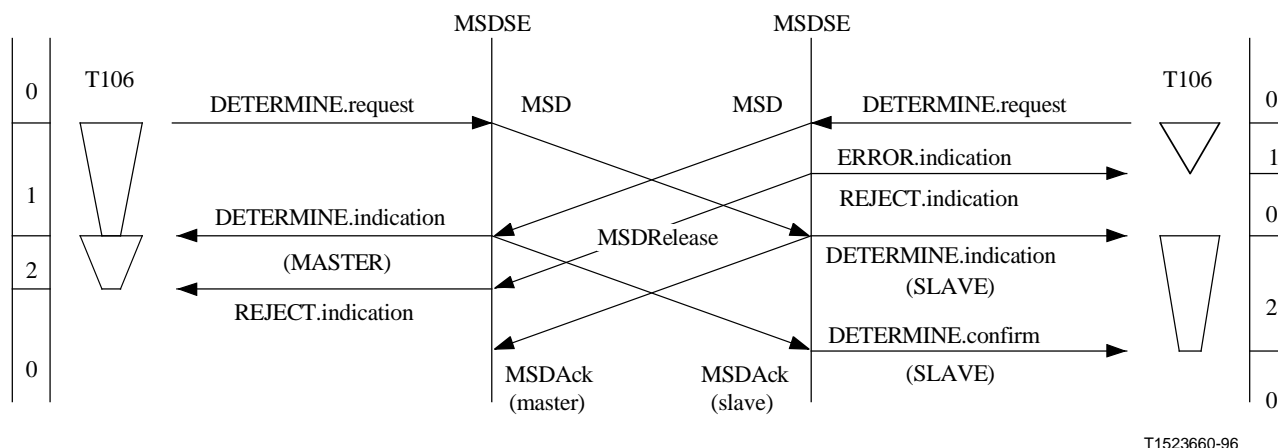 MSDSE MSDSE
T106 T106
0 DETERMINE.request MSD MSD DETERMINE.request 0
ERROR.indication 1
REJECT.indication
1 DETERMINE.indication 0
MSDRelease
2 (MASTER) DETERMINE.indication
(SLAVE)
REJECT.indication 2
DETERMINE.confirm
0 MSDAck MSDAck (SLAVE)
(master) (slave) 0
T1523660-96